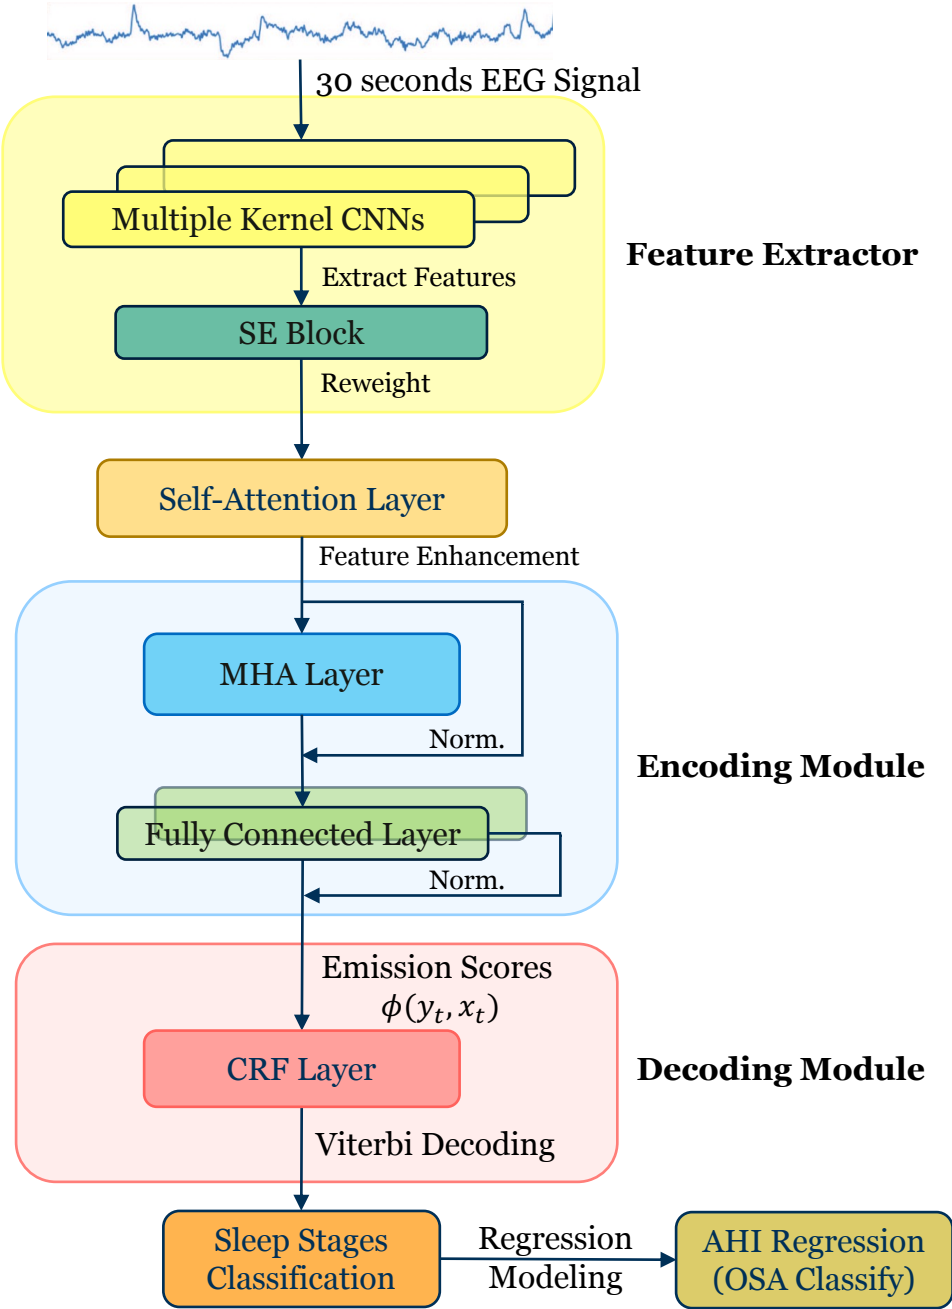 30 seconds EEG Signal
Multiple Kernel CNNs
Feature Extractor
Extract Features
SE Block
Reweight
Self-Attention Layer
Feature Enhancement
MHA Layer
Norm.
Encoding Module
Fully Connected Layer
Norm.
Emission Scores
𝜙(𝑦ₜ, 𝑥ₜ)
CRF Layer
Decoding Module
Viterbi Decoding
Sleep Stages
Classification
Regression
Modeling
AHI Regression
(OSA Classify)